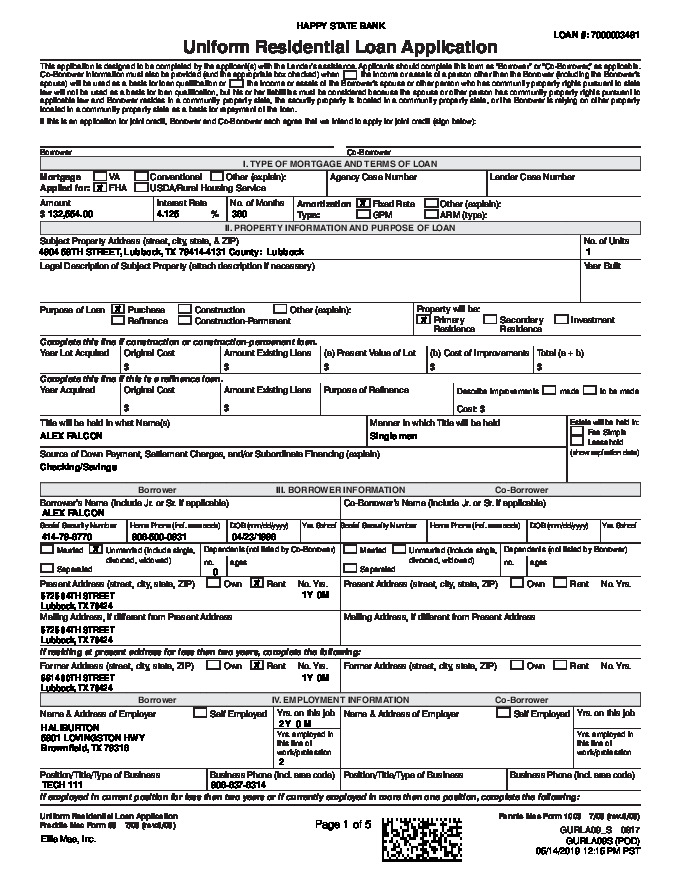 HAPPY STATE BANK
LOAN #: 7000003481
Uniform Residential Loan Application
This application is designed to be completed by the applicant(s) with the Lender's assistance. Applicants should complete this form as "Borrower" or "Co-Borrower," as applicable.
Co-Borrower information must also be provided (and the appropriate box checked) when the income or assets of a person other than the Borrower (including the Borrower's
spouse) will be used as a basis for loan qualification or the income or assets of the Borrower's spouse or other person who has community property rights pursuant to state
law will not be used as a basis for loan qualification, but his or her liabilities must be considered because the spouse or other person has community property rights pursuant to
applicable law and Borrower resides in a community property state, the security property is located in a community property state, or the Borrower is relying on other property
located in a community property state as a basis for repayment of the loan.
If this is an application for joint credit, Borrower and Co-Borrower each agree that we intend to apply for joint credit (sign below):
Borrower Co-Borrower
I. TYPE OF MORTGAGE AND TERMS OF LOAN
Mortgage VA Conventional Other (explain): Agency Case Number Lender Case Number
Applied for: X FHA USDA/Rural Housing Service
Amount Interest Rate No. of Months Amortization X Fixed Rate Other (explain):
$ 132,554.00 4.125 % 360 Type: GPM ARM (type):
II. PROPERTY INFORMATION AND PURPOSE OF LOAN
Subject Property Address (street, city, state, & ZIP) No. of Units
4904 58TH STREET, Lubbock, TX 79414-4131 County: Lubbock 1
Legal Description of Subject Property (attach description if necessary) Year Built
Purpose of Loan X Purchase Construction Other (explain): Property will be:
Refinance Construction-Permanent X Primary Residence Secondary Residence Investment
Complete this line if construction or construction-permanent loan.
Year Lot Acquired Original Cost Amount Existing Liens (a) Present Value of Lot (b) Cost of Improvements Total (a + b)
$ $ $ $ $
Complete this line if this is a refinance loan.
Year Acquired Original Cost Amount Existing Liens Purpose of Refinance Describe Improvements made to be made
$ $ Cost: $
Title will be held in what Name(s) Manner in which Title will be held Estate will be held in:
ALEX FALCON Single man Fee Simple
Leasehold
(show expiration date)
Source of Down Payment, Settlement Charges, and/or Subordinate Financing (explain)
Checking/Savings
Borrower III. BORROWER INFORMATION Co-Borrower
Borrower's Name (include Jr. or Sr. if applicable) Co-Borrower's Name (include Jr. or Sr. if applicable)
ALEX FALCON
Social Security Number Home Phone (incl. area code) DOB (mm/dd/yyyy) Yrs. School Social Security Number Home Phone (incl. area code) DOB (mm/dd/yyyy) Yrs. School
Married X Unmarried (include single, divorced, widowed) Dependents (not listed by Co-Borrower) Married Unmarried (include single, divorced, widowed) Dependents (not listed by Borrower)
Separated no. 0 ages Separated no. ages
Present Address (street, city, state, ZIP) Own X Rent No. Yrs. Present Address (street, city, state, ZIP) Own Rent No. Yrs.
1Y 0M
Lubbock, TX 79424
Mailing Address, if different from Present Address Mailing Address, if different from Present Address
Lubbock, TX 79424
If residing at present address for less than two years, complete the following:
Former Address (street, city, state, ZIP) Own X Rent No. Yrs. Former Address (street, city, state, ZIP) Own Rent No. Yrs.
1Y 0M
Lubbock, TX 79424
Borrower IV. EMPLOYMENT INFORMATION Co-Borrower
Name & Address of Employer Self Employed Yrs. on this job Name & Address of Employer Self Employed Yrs. on this job
2Y 0M
HALIBURTON Yrs. employed in this line of work/profession Yrs. employed in this line of work/profession
5801 LOVINGSTON HWY
Brownfield, TX 79316
2
Position/Title/Type of Business Business Phone (incl. area code) Position/Title/Type of Business Business Phone (incl. area code)
TECH 111 806-637-8314
If employed in current position for less than two years or if currently employed in more than one position, complete the following:
Uniform Residential Loan Application Fannie Mae Form 1003 7/05 (rev.6/09)
Freddie Mac Form 65 7/05 (rev.6/09) Page 1 of 5 GURLA09_S 0817
Ellie Mae, Inc. GURLA09S (POD)
05/14/2019 12:15 PM PST